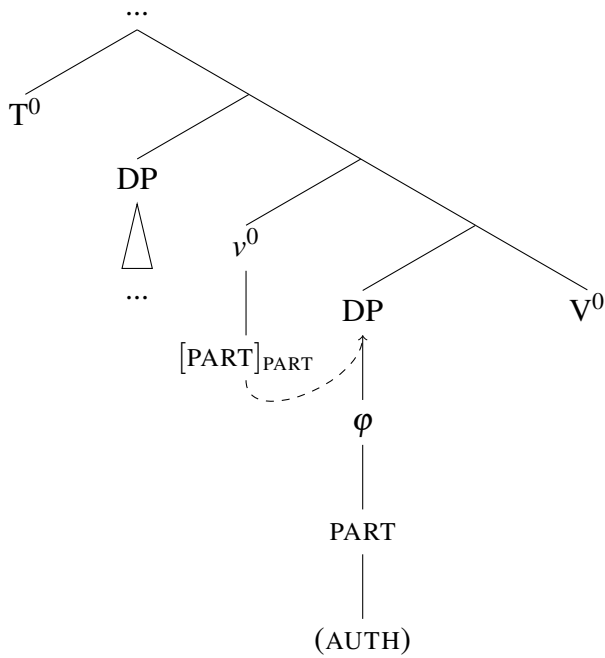 ...
T⁰
DP
v⁰
...
DP
V⁰
[PART]PART
φ
PART
(AUTH)